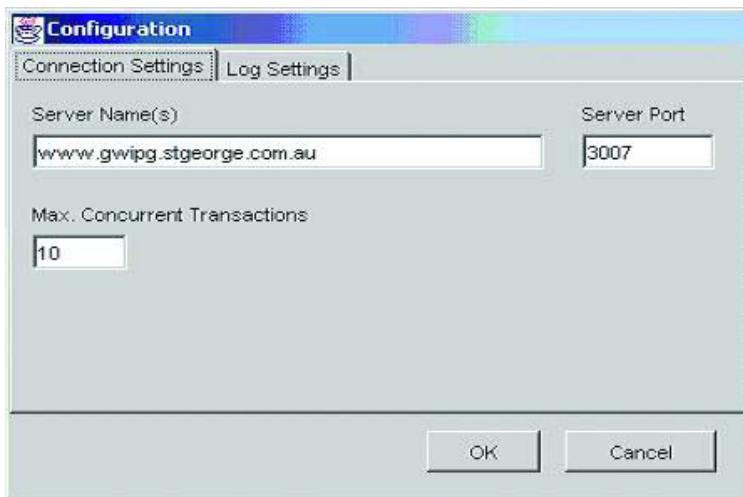 Configuration
Connection Settings Log Settings
Server Name(s) Server Port
www.gwipg.stgeorge.com.au 3007
Max. Concurrent Transactions
10
OK Cancel